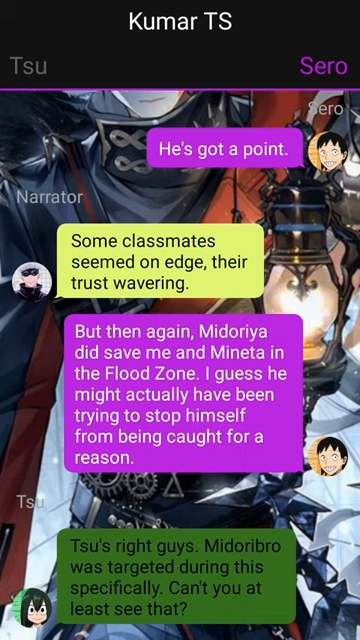 Kumar TS
Tsu
Sero
Sero
He's got a point.
Narrator
Some classmates
seemed on edge, their
trust wavering.
But then again, Midoriya
did save me and Mineta in
the Flood Zone. I guess he
might actually have been
trying to stop himself
from being caught for a
reason.
Tsu
Tsu's right guys. Midoribro
was targeted during this
specifically. Can't you at
least see that?